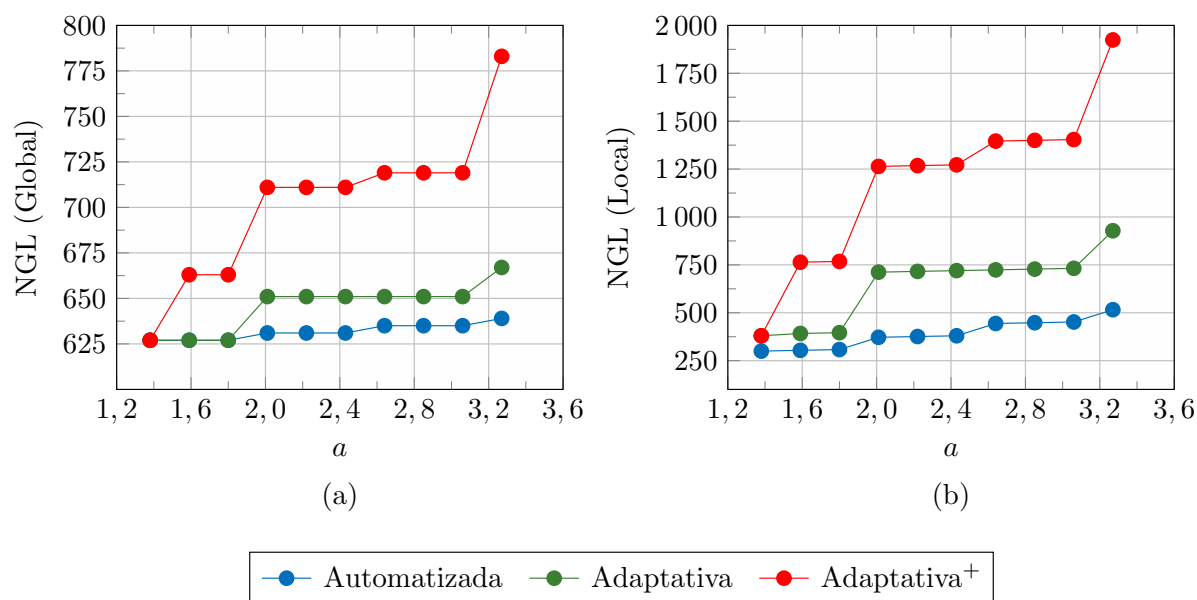 800
775
750
725
700
675
650
625
NGL (Global)
1, 2 1, 6 2, 0 2, 4 2, 8 3, 2 3, 6
a
(a)
2 000
1 750
1 500
1 250
1 000
750
500
250
NGL (Local)
1, 2 1, 6 2, 0 2, 4 2, 8 3, 2 3, 6
a
(b)
Automatizada Adaptativa Adaptativa⁺